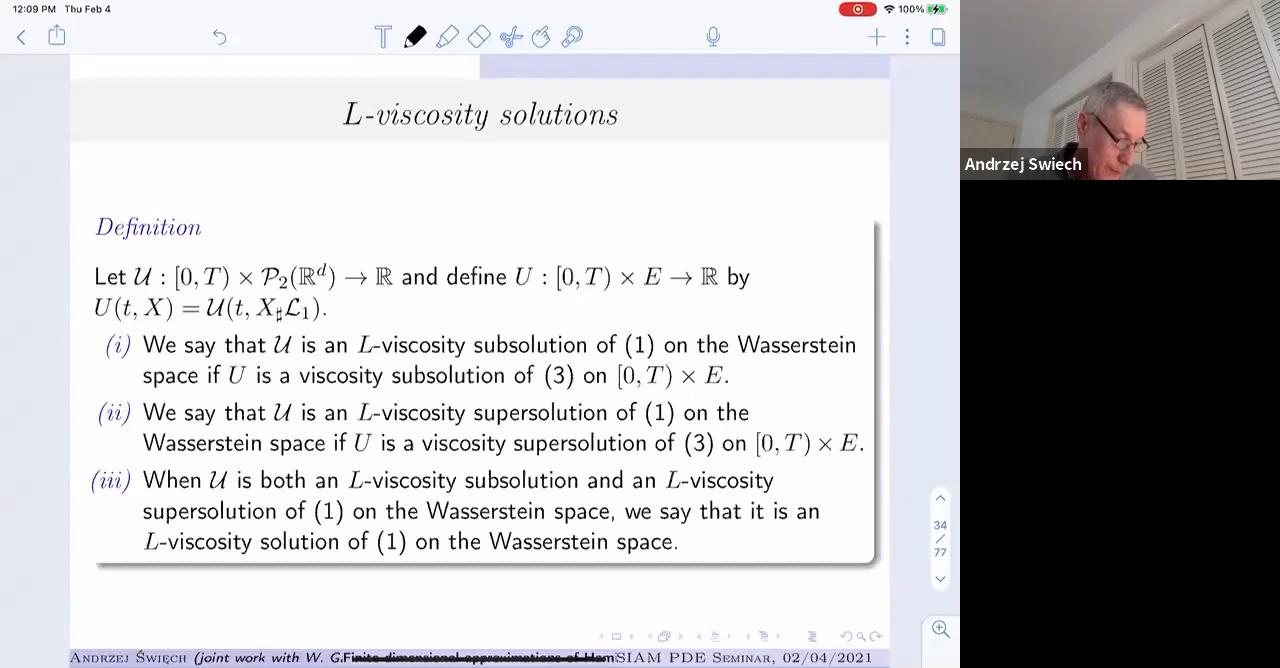 12:09 PM Thu Feb 4
100%
L-viscosity solutions
Andrzej Swiech
Definition
Let 𝒰 : [0, T) × 𝒫₂(ℝᵈ) → ℝ and define U : [0, T) × E → ℝ by
U(t, X) = 𝒰(t, X♯ℒ₁).
(i) We say that 𝒰 is an L-viscosity subsolution of (1) on the Wasserstein
space if U is a viscosity subsolution of (3) on [0, T) × E.
(ii) We say that 𝒰 is an L-viscosity supersolution of (1) on the
Wasserstein space if U is a viscosity supersolution of (3) on [0, T) × E.
(iii) When 𝒰 is both an L-viscosity subsolution and an L-viscosity
supersolution of (1) on the Wasserstein space, we say that it is an
L-viscosity solution of (1) on the Wasserstein space.
34
/
77
Andrzej Święch (joint work with W. G.Finite-dimensional approximations of HamSIAM PDE Seminar, 02/04/2021